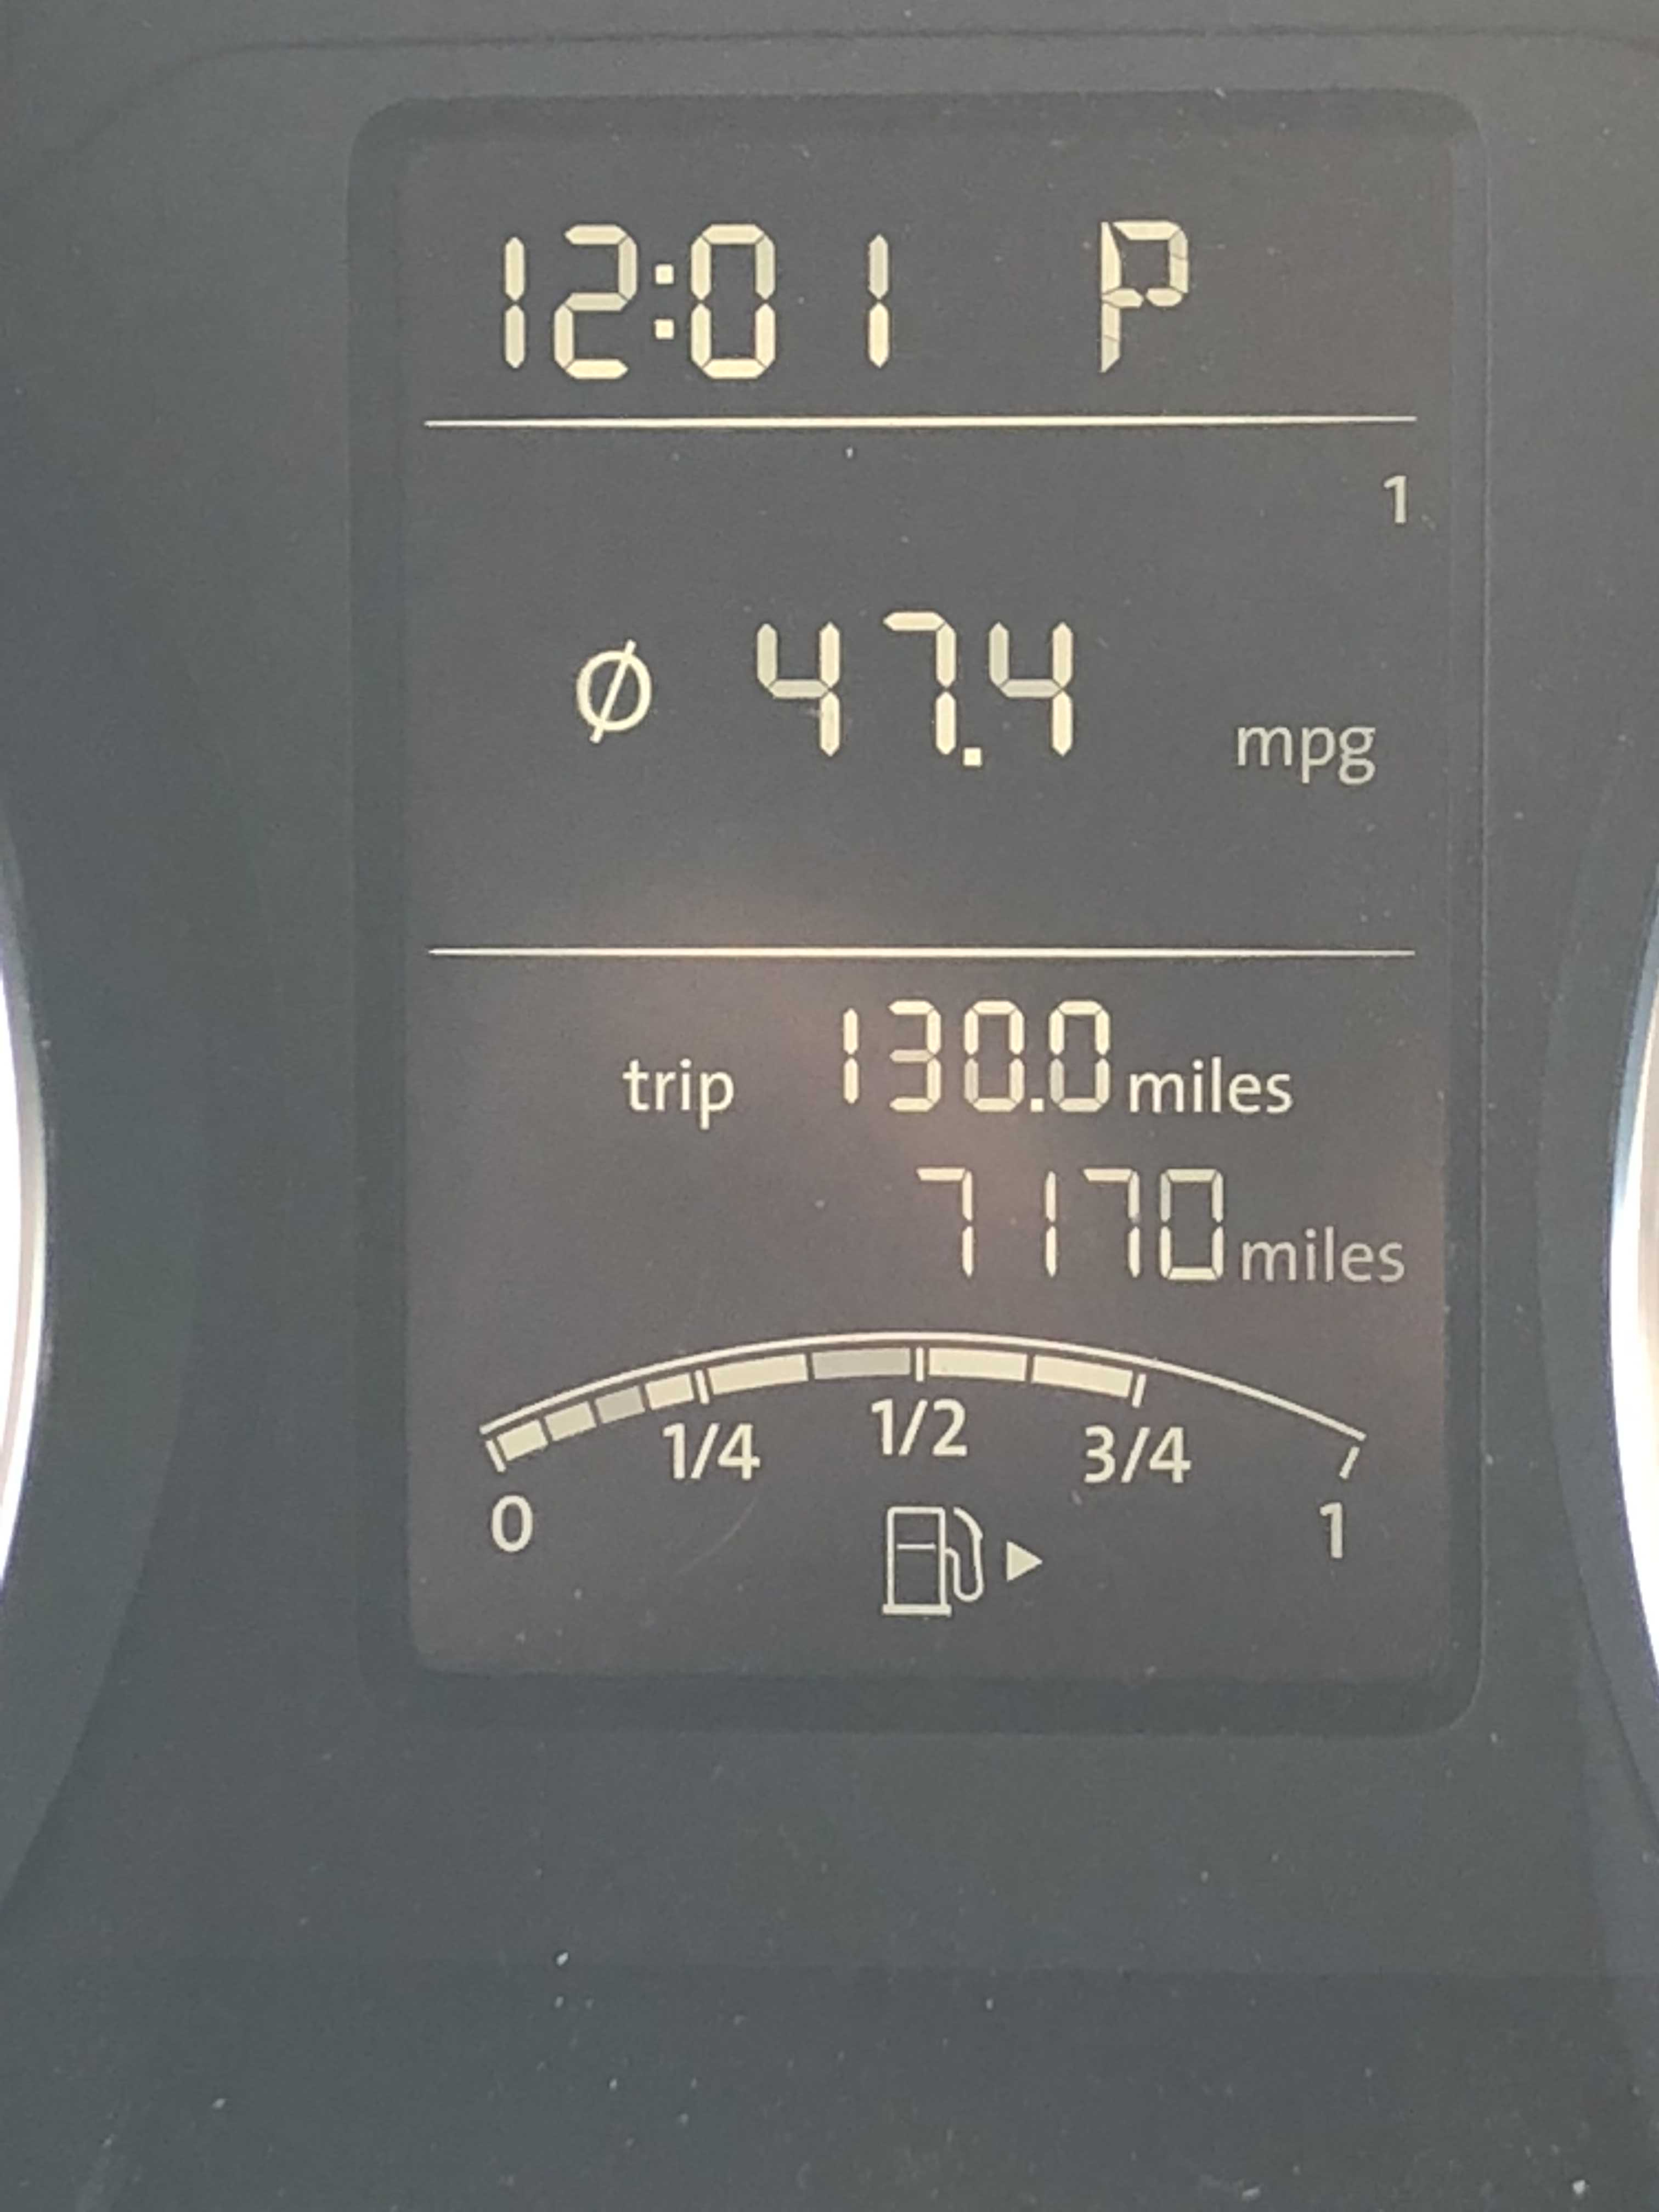 12:01 P
1
Ø 47.4 mpg
trip 130.0 miles
7170 miles
0 1/4 1/2 3/4 1